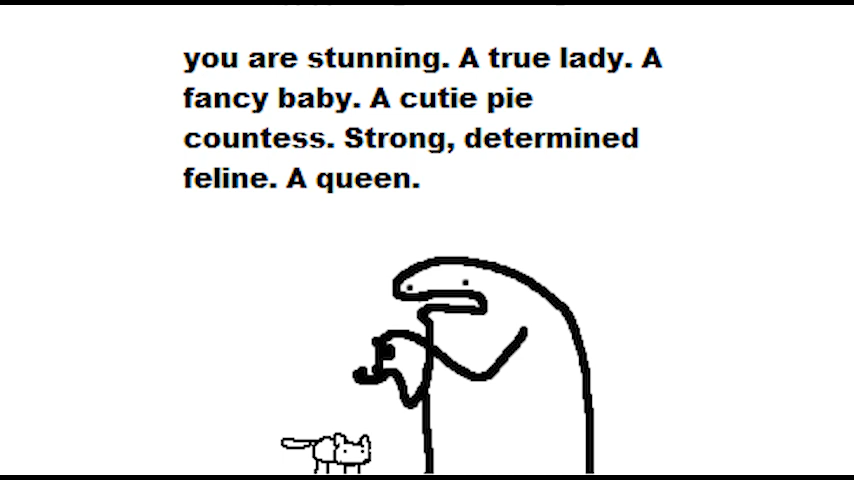 you are stunning. A true lady. A
fancy baby. A cutie pie
countess. Strong, determined
feline. A queen.